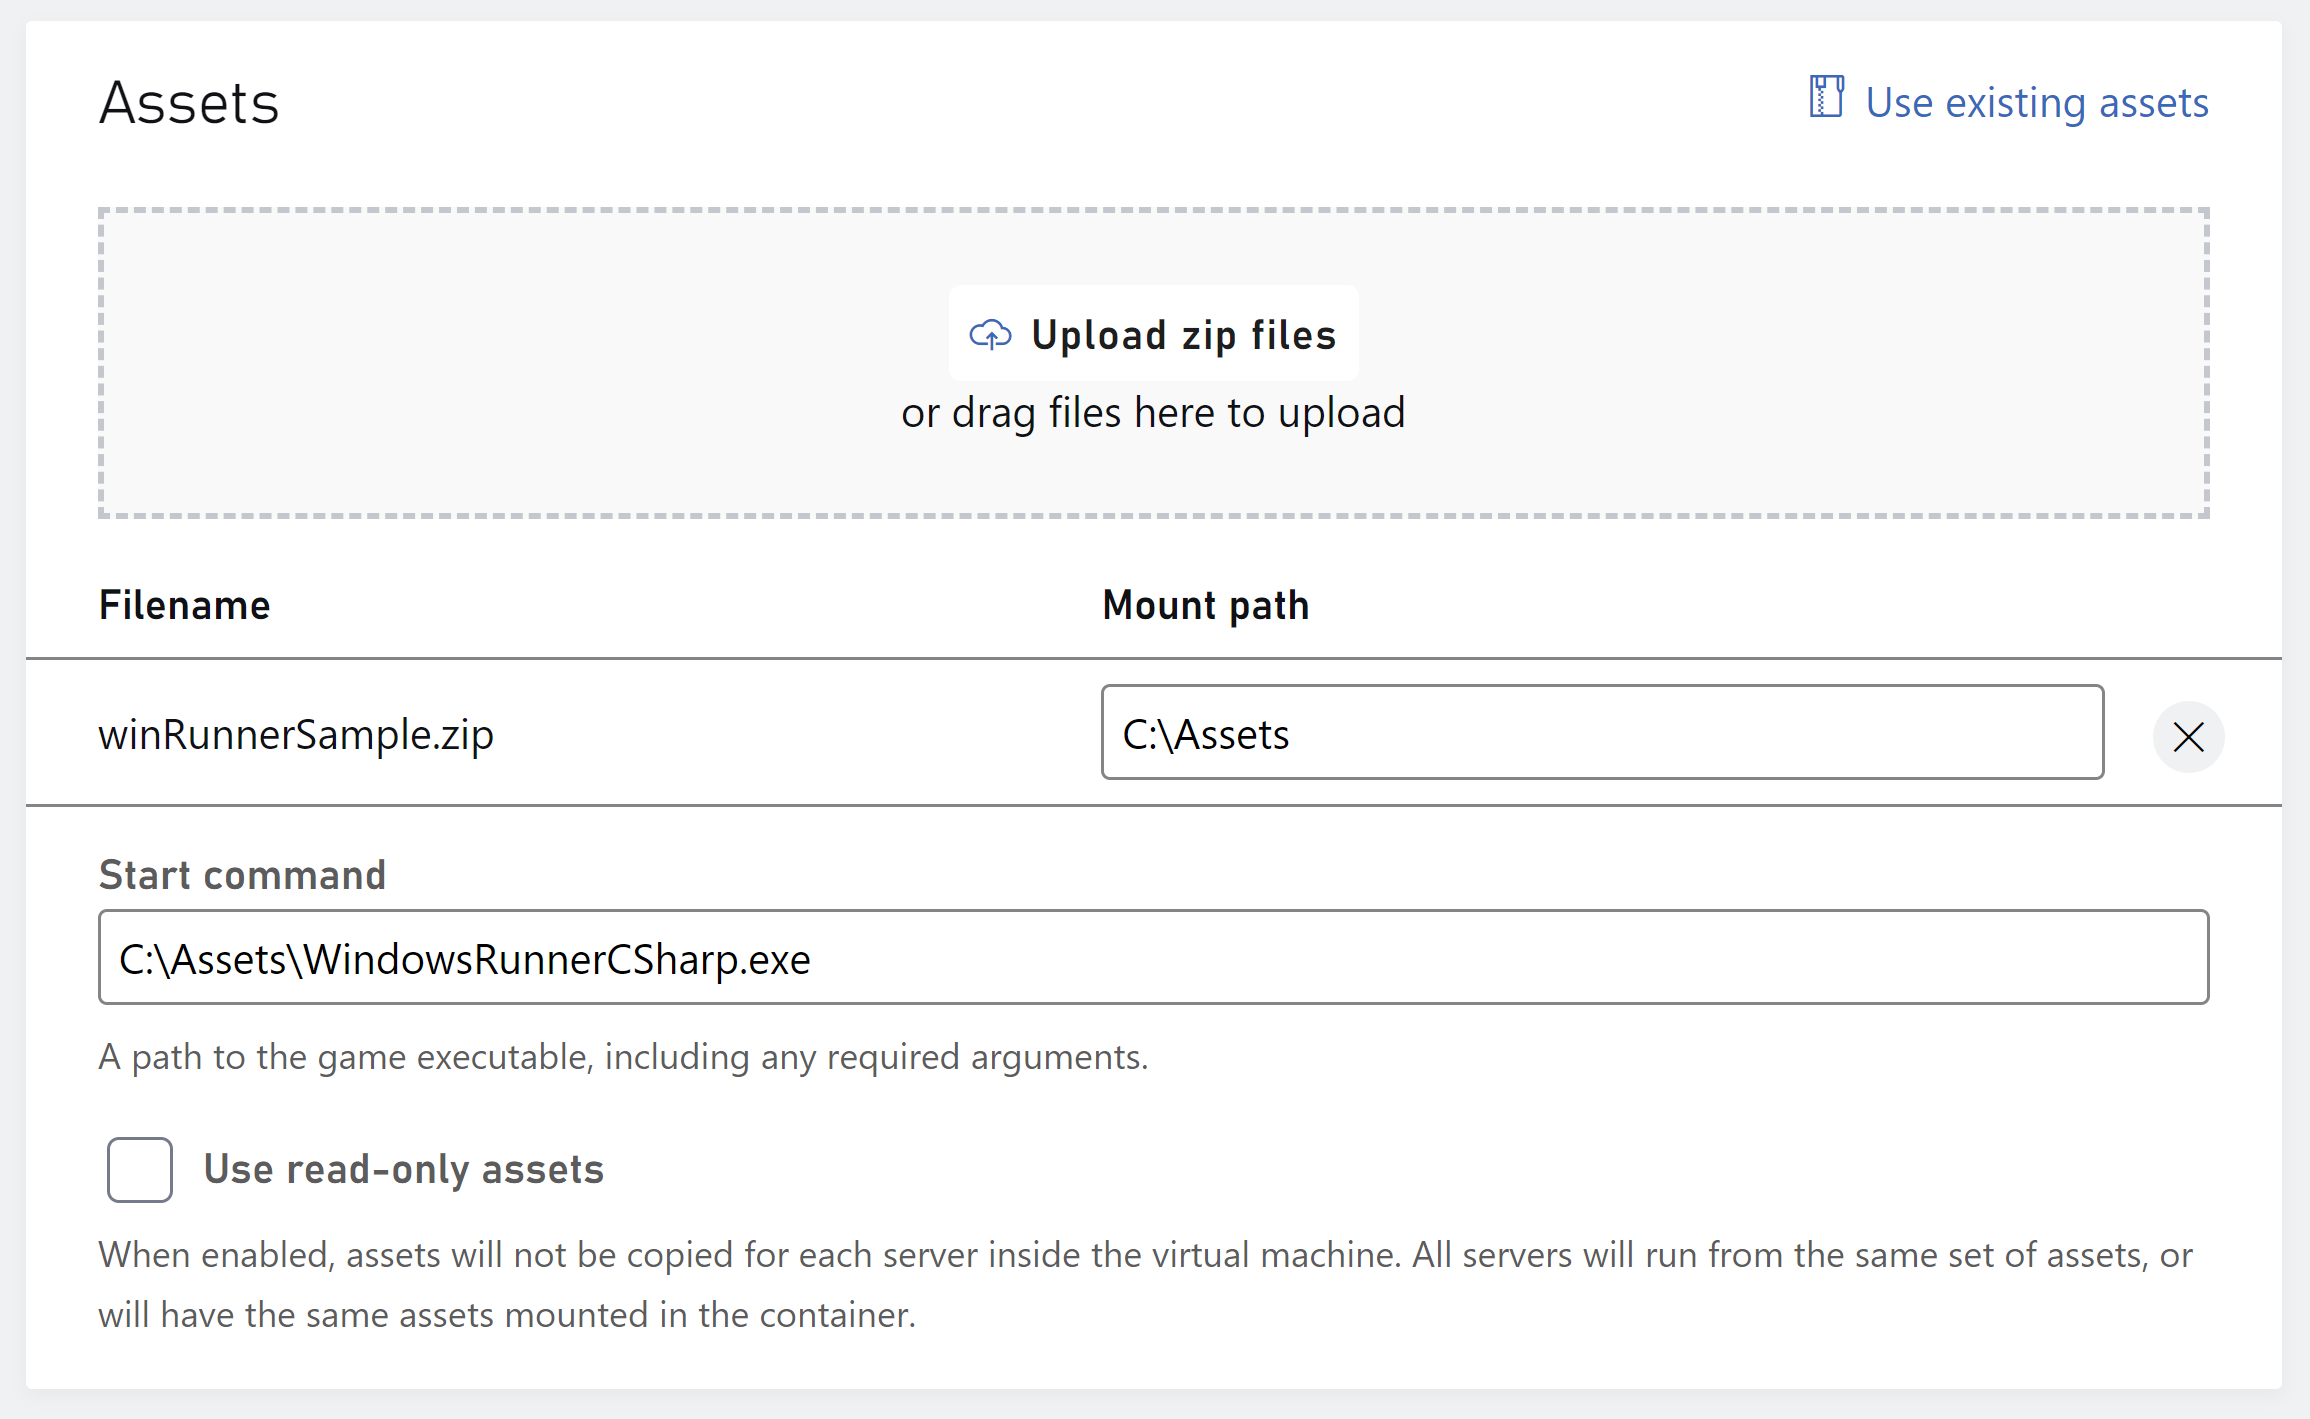 Assets
Use existing assets
Upload zip files
or drag files here to upload
Filename
Mount path
winRunnerSample.zip
C:\Assets
Start command
C:\Assets\WindowsRunnerCSharp.exe
A path to the game executable, including any required arguments.
Use read-only assets
When enabled, assets will not be copied for each server inside the virtual machine. All servers will run from the same set of assets, or
will have the same assets mounted in the container.